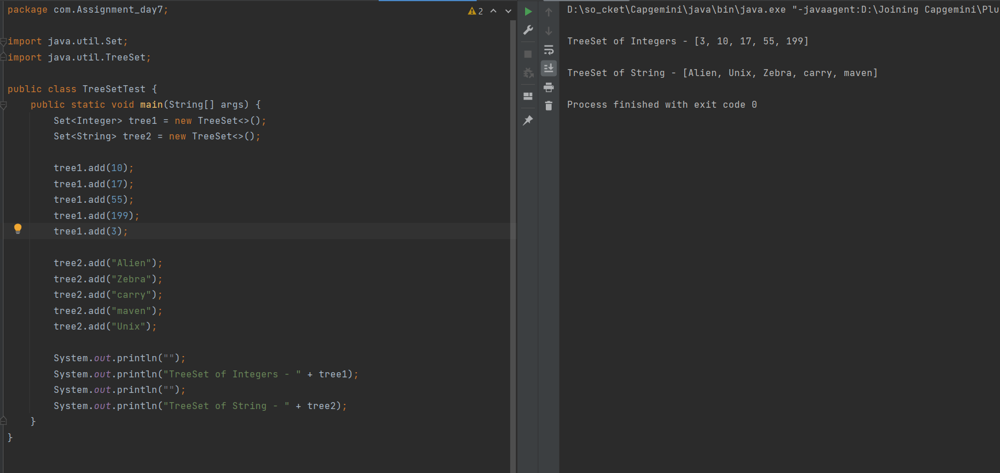 package com.Assignment_day7;
2
import java.util.Set;
import java.util.TreeSet;
public class TreeSetTest {
public static void main(String[] args) {
Set<Integer> tree1 = new TreeSet<>();
Set<String> tree2 = new TreeSet<>();
tree1.add(10);
tree1.add(17);
tree1.add(55);
tree1.add(199);
tree1.add(3);
tree2.add("Alien");
tree2.add("Zebra");
tree2.add("carry");
tree2.add("maven");
tree2.add("Unix");
System.out.println("");
System.out.println("TreeSet of Integers - " + tree1);
System.out.println("");
System.out.println("TreeSet of String - " + tree2);
}
}
D:\so_cket\Capgemini\java\bin\java.exe "-javaagent:D:\Joining Capgemini\Plu
TreeSet of Integers - [3, 10, 17, 55, 199]
TreeSet of String - [Alien, Unix, Zebra, carry, maven]
Process finished with exit code 0